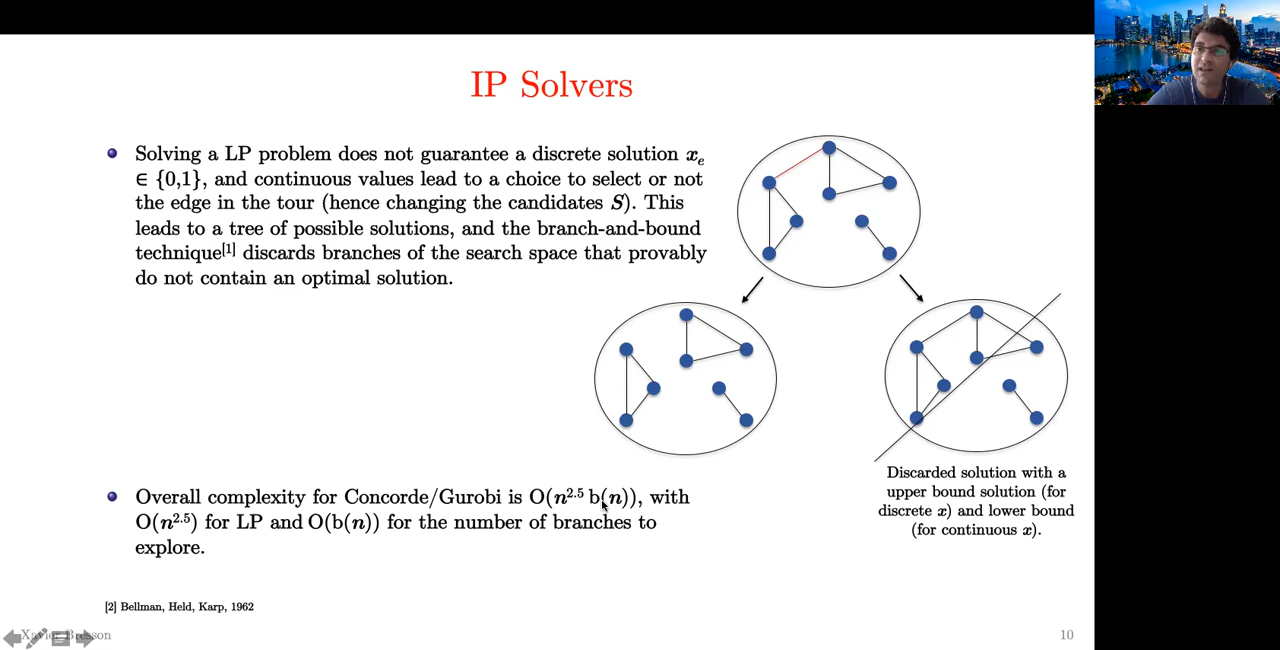 IP Solvers
Solving a LP problem does not guarantee a discrete solution xₑ
∈ {0,1}, and continuous values lead to a choice to select or not
the edge in the tour (hence changing the candidates S). This
leads to a tree of possible solutions, and the branch-and-bound
technique[1] discards branches of the search space that provably
do not contain an optimal solution.
Discarded solution with a
upper bound solution (for
discrete x) and lower bound
(for continuous x).
Overall complexity for Concorde/Gurobi is O(n²·⁵ b(n)), with
O(n²·⁵) for LP and O(b(n)) for the number of branches to
explore.
[2] Bellman, Held, Karp, 1962
Xavier Bresson
10